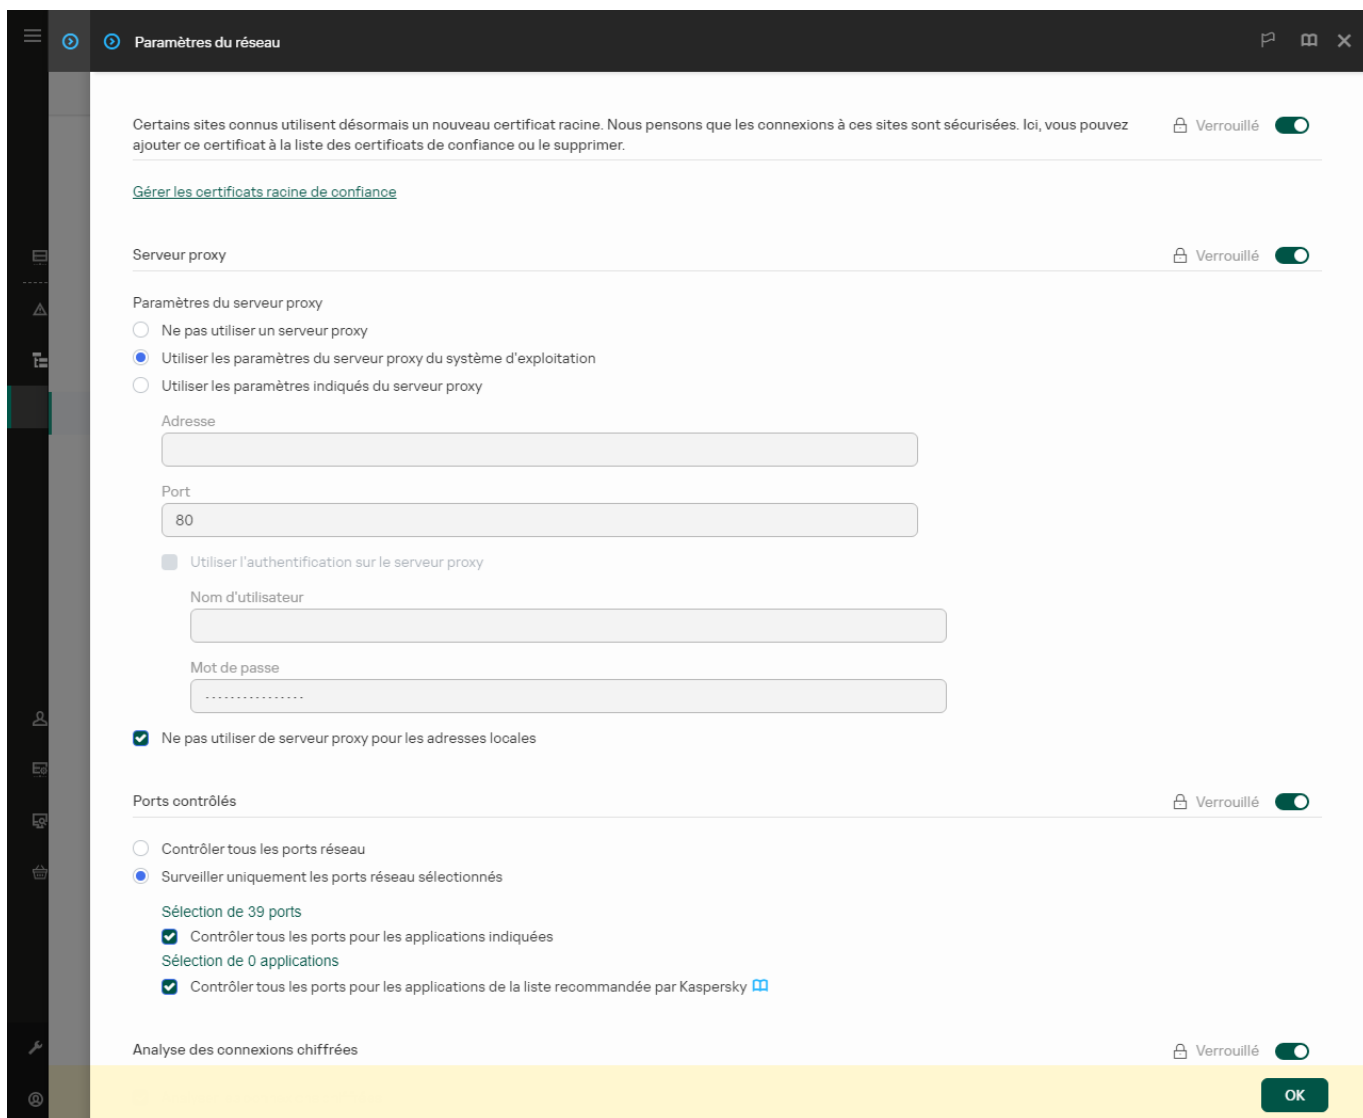 Paramètres du réseau
Certains sites connus utilisent désormais un nouveau certificat racine. Nous pensons que les connexions à ces sites sont sécurisées. Ici, vous pouvez
ajouter ce certificat à la liste des certificats de confiance ou le supprimer.
Verrouillé
Gérer les certificats racine de confiance
Serveur proxy
Verrouillé
Paramètres du serveur proxy
Ne pas utiliser un serveur proxy
Utiliser les paramètres du serveur proxy du système d'exploitation
Utiliser les paramètres indiqués du serveur proxy
Adresse
Port
80
Utiliser l'authentification sur le serveur proxy
Nom d'utilisateur
Mot de passe
Ne pas utiliser de serveur proxy pour les adresses locales
Ports contrôlés
Verrouillé
Contrôler tous les ports réseau
Surveiller uniquement les ports réseau sélectionnés
Sélection de 39 ports
Contrôler tous les ports pour les applications indiquées
Sélection de 0 applications
Contrôler tous les ports pour les applications de la liste recommandée par Kaspersky
Analyse des connexions chiffrées
Verrouillé
OK